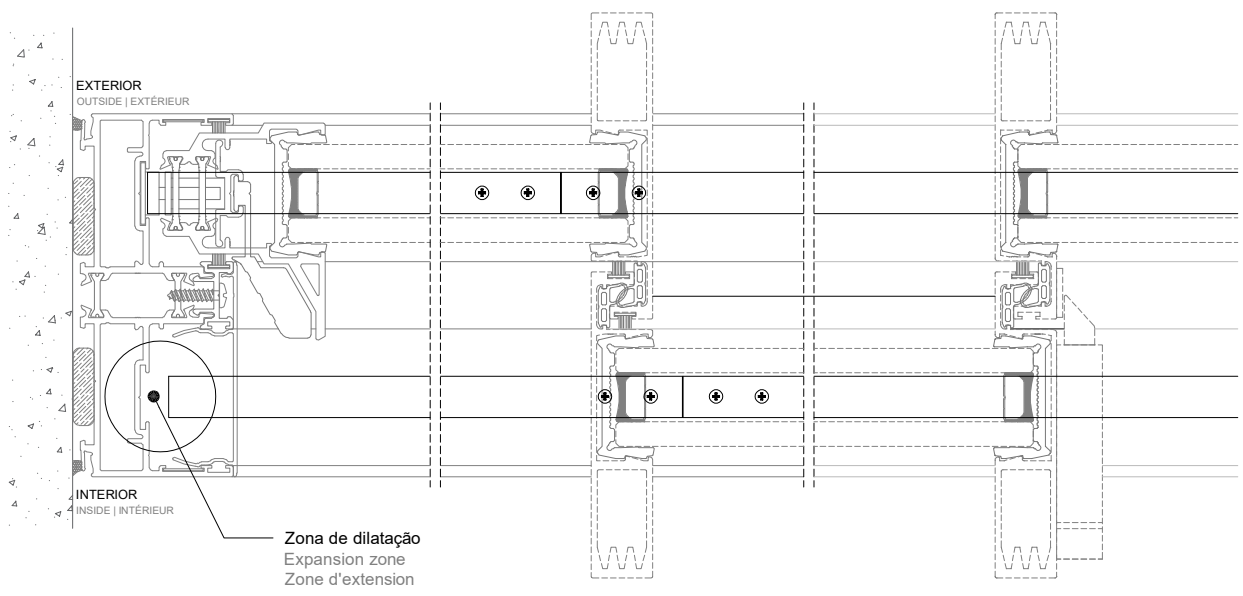 EXTERIOR
OUTSIDE | EXTÉRIEUR
INTERIOR
INSIDE | INTÉRIEUR
Zona de dilatação
Expansion zone
Zone d'extension